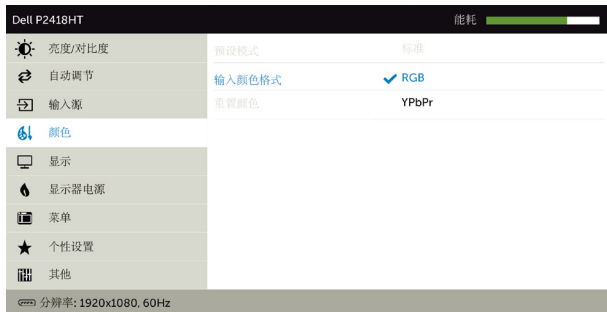 Dell P2418HT 能耗
亮度/对比度
预设模式 标准
自动调节
输入颜色格式 RGB
输入源
重置颜色 YPbPr
颜色
显示
显示器电源
菜单
个性设置
其他
分辨率: 1920x1080, 60Hz